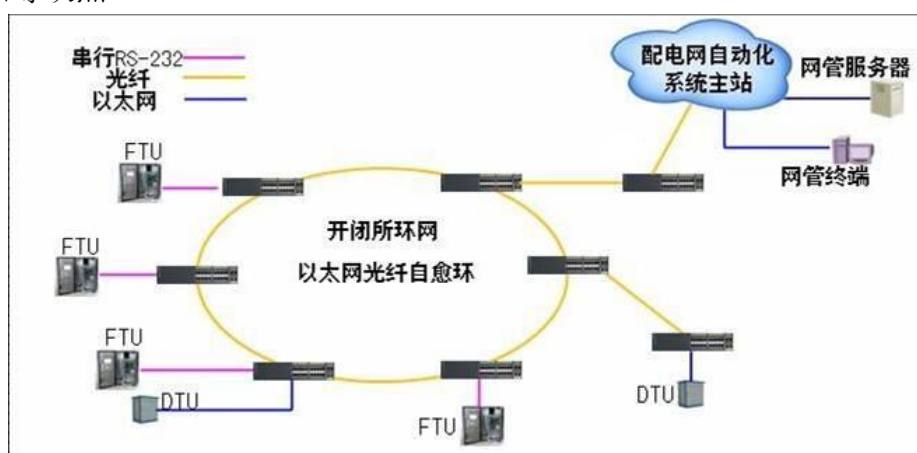 串行RS-232
光纤
以太网
配电网自动化
系统主站
网管服务器
网管终端
FTU
FTU
FTU
DTU
FTU
DTU
开闭所环网
以太网光纤自愈环